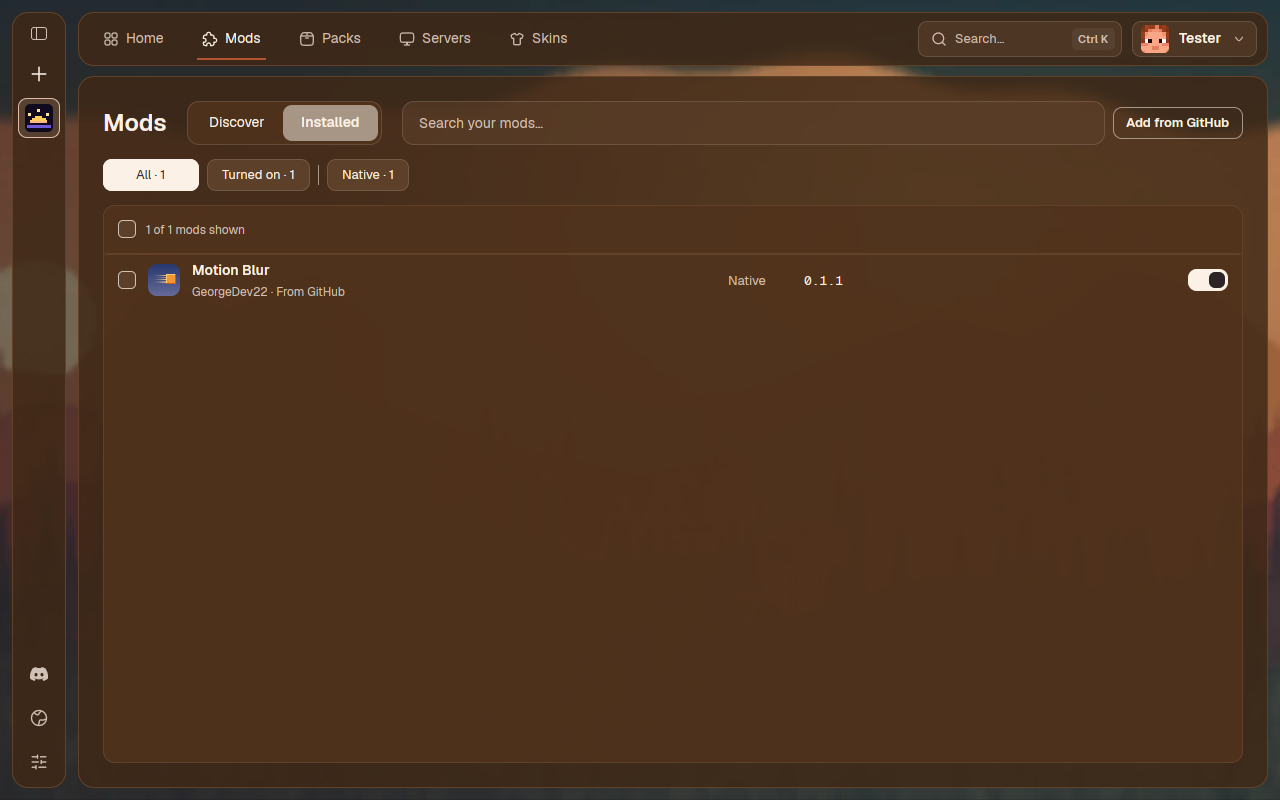 Home
Mods
Packs
Servers
Skins
Search...
Ctrl K
Tester
Mods
Discover
Installed
Search your mods...
Add from GitHub
All · 1
Turned on · 1
Native · 1
1 of 1 mods shown
Motion Blur
GeorgeDev22 · From GitHub
Native
0.1.1